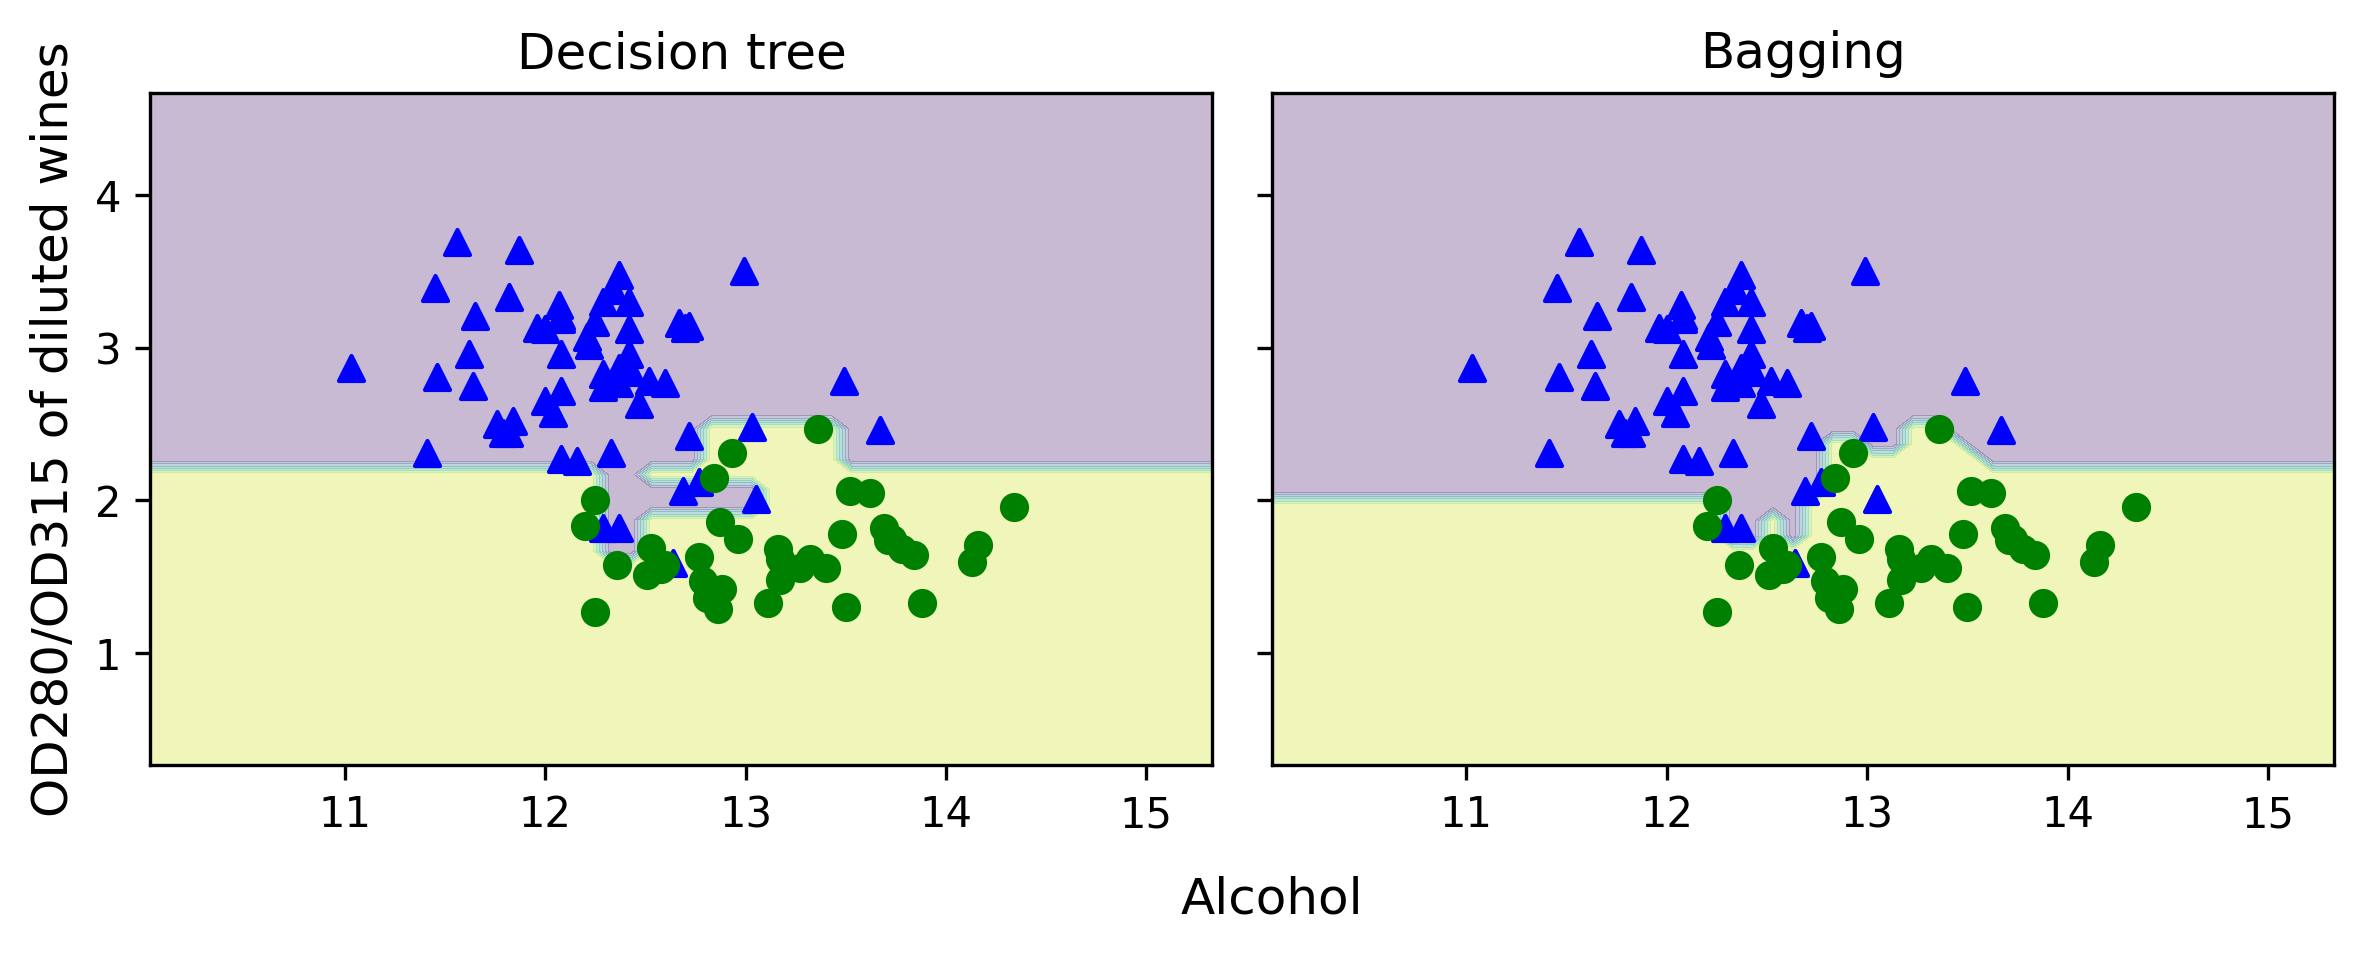 Decision tree
Bagging
OD280/OD315 of diluted wines
4
3
2
1
11 12 13 14 15
11 12 13 14 15
Alcohol